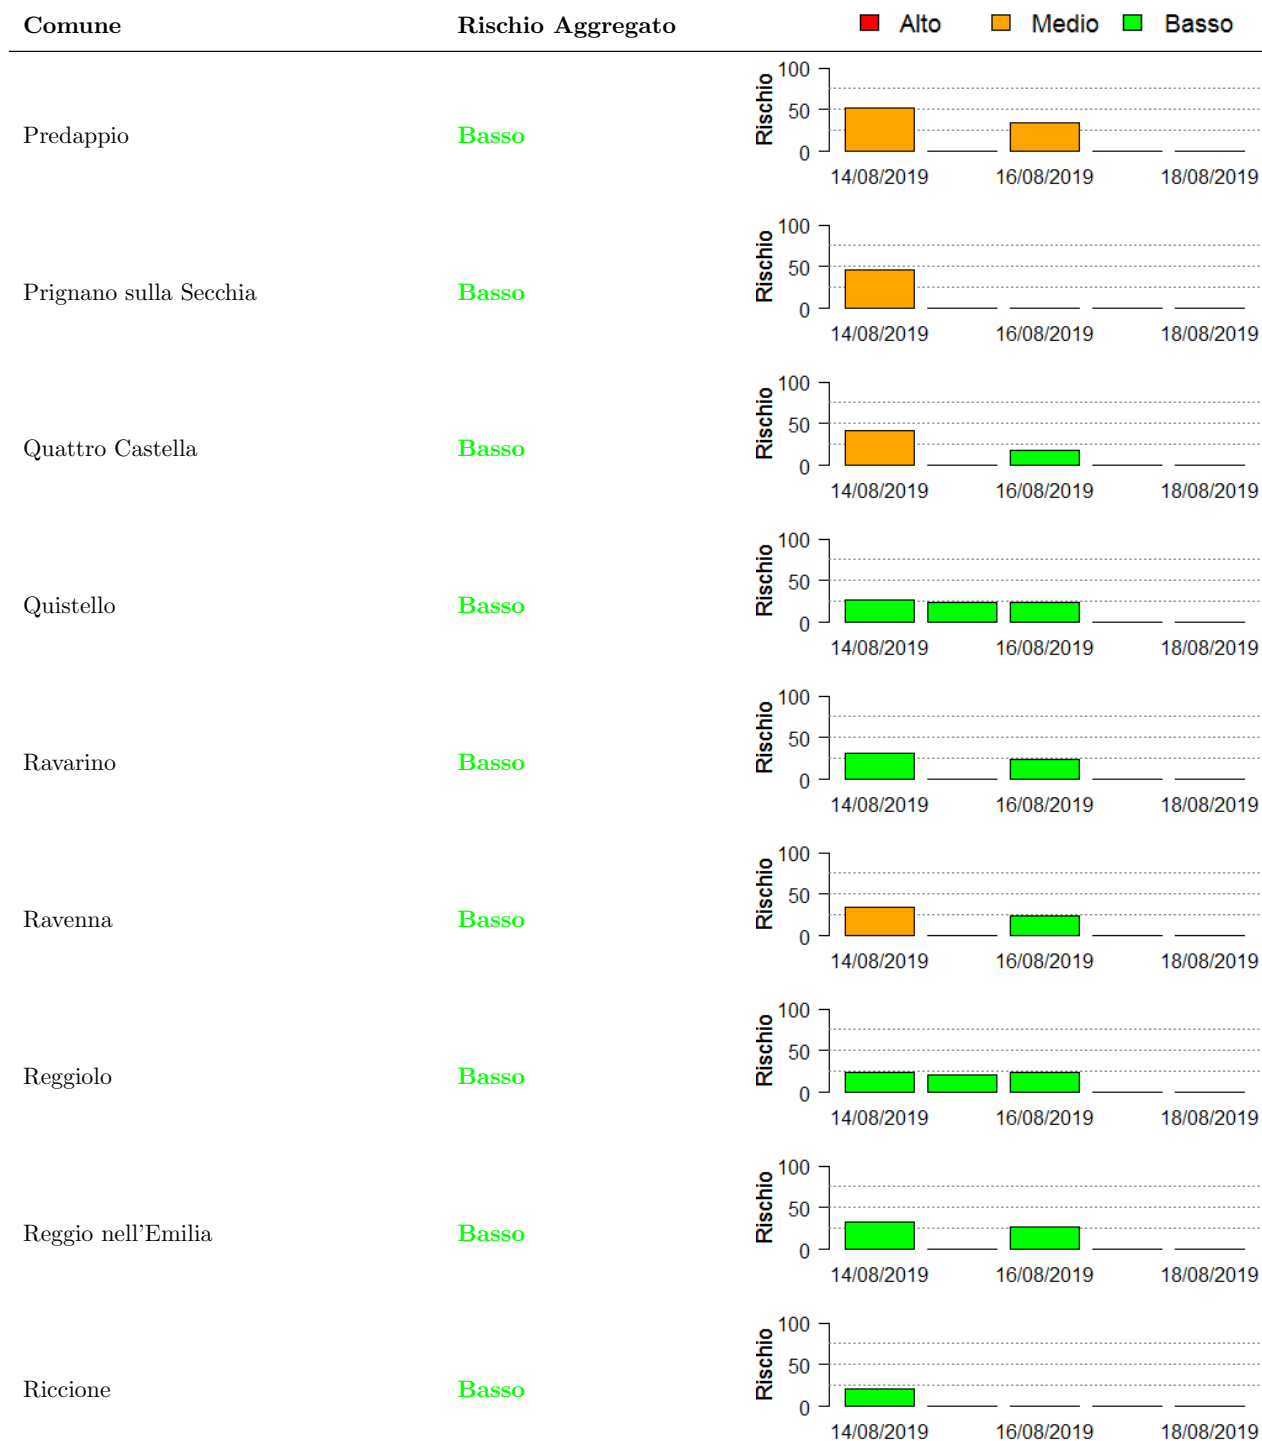 Comune Rischio Aggregato Alto Medio Basso
Predappio Basso
Rischio
100
50
0
14/08/2019 16/08/2019 18/08/2019
Prignano sulla Secchia Basso
Rischio
100
50
0
14/08/2019 16/08/2019 18/08/2019
Quattro Castella Basso
Rischio
100
50
0
14/08/2019 16/08/2019 18/08/2019
Quistello Basso
Rischio
100
50
0
14/08/2019 16/08/2019 18/08/2019
Ravarino Basso
Rischio
100
50
0
14/08/2019 16/08/2019 18/08/2019
Ravenna Basso
Rischio
100
50
0
14/08/2019 16/08/2019 18/08/2019
Reggiolo Basso
Rischio
100
50
0
14/08/2019 16/08/2019 18/08/2019
Reggio nell'Emilia Basso
Rischio
100
50
0
14/08/2019 16/08/2019 18/08/2019
Riccione Basso
Rischio
100
50
0
14/08/2019 16/08/2019 18/08/2019